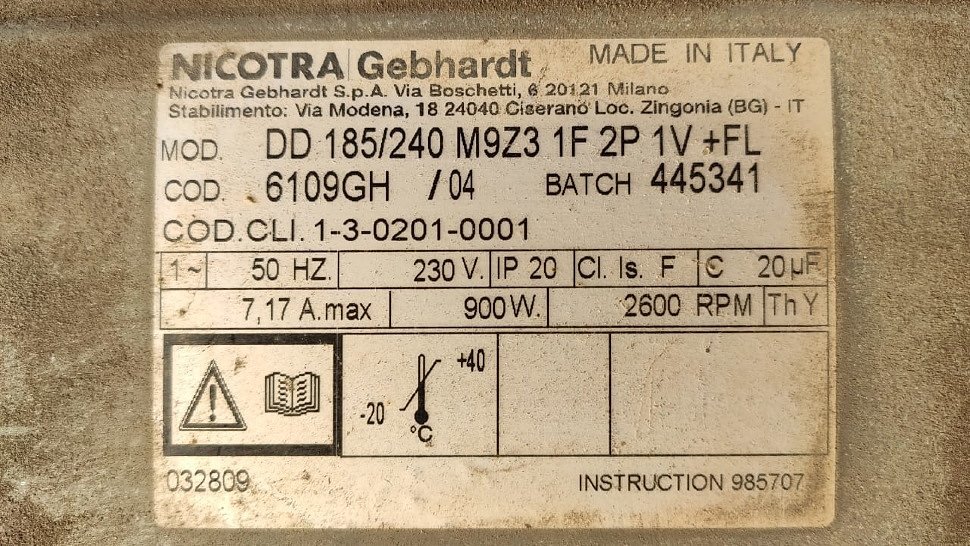 NICOTRA|Gebhardt MADE IN ITALY
Nicotra Gebhardt S.p.A. Via Boschetti, 6 20121 Milano
Stabilimento: Via Modena, 18 24040 Ciserano Loc. Zingonia (BG) - IT
MOD. DD 185/240 M9Z3 1F 2P 1V +FL
COD. 6109GH /04 BATCH 445341
COD.CLI. 1-3-0201-0001
1~ 50 HZ. 230 V. IP 20 Cl. Is. F C 20 µF
7,17 A.max 900W. 2600 RPM Th Y
+40
-20
°C
032809 INSTRUCTION 985707